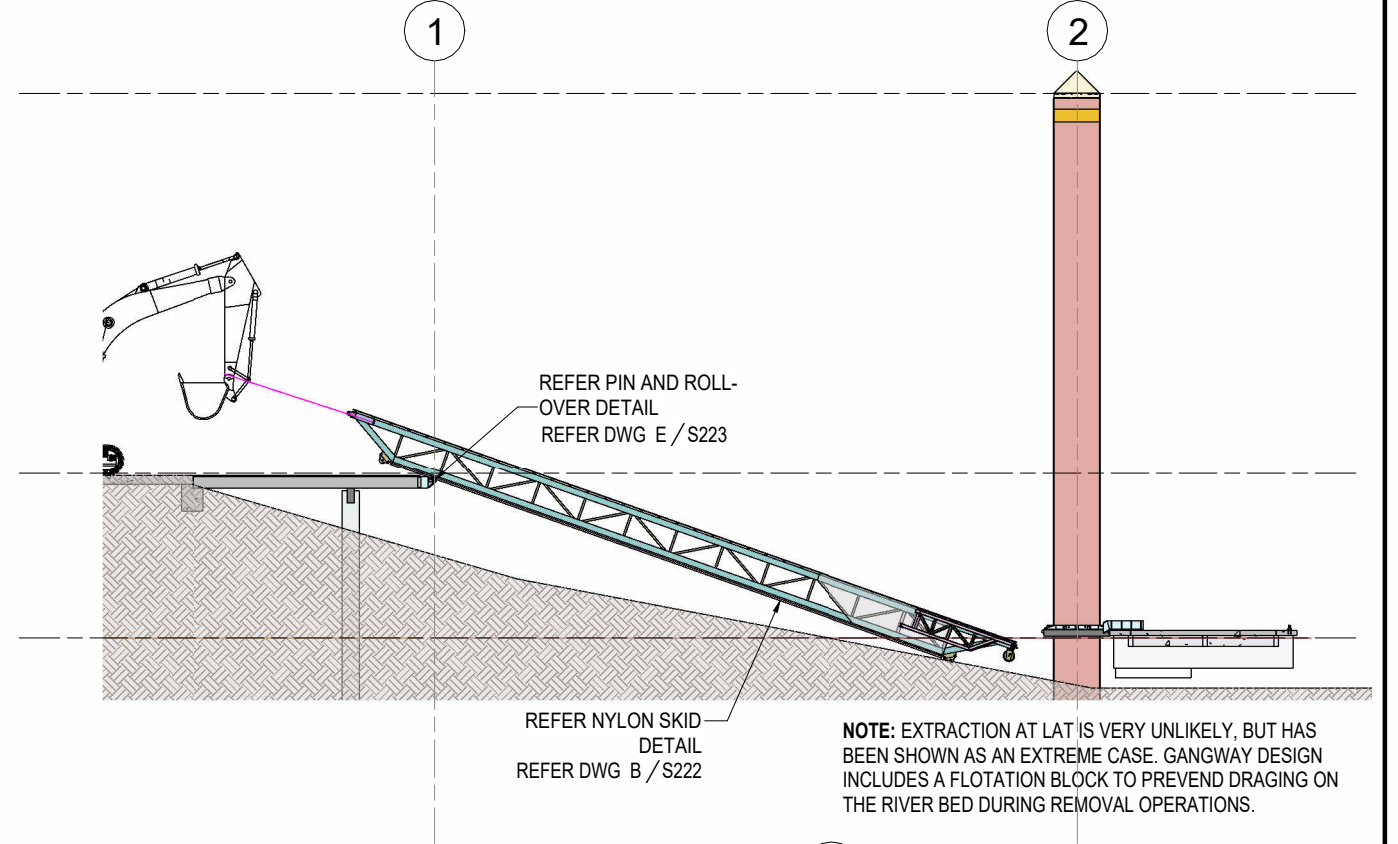 1
2
REFER PIN AND ROLL-
OVER DETAIL
REFER DWG E / S223
REFER NYLON SKID
DETAIL
REFER DWG B / S222
NOTE: EXTRACTION AT LAT IS VERY UNLIKELY, BUT HAS
BEEN SHOWN AS AN EXTREME CASE. GANGWAY DESIGN
INCLUDES A FLOTATION BLOCK TO PREVEND DRAGING ON
THE RIVER BED DURING REMOVAL OPERATIONS.